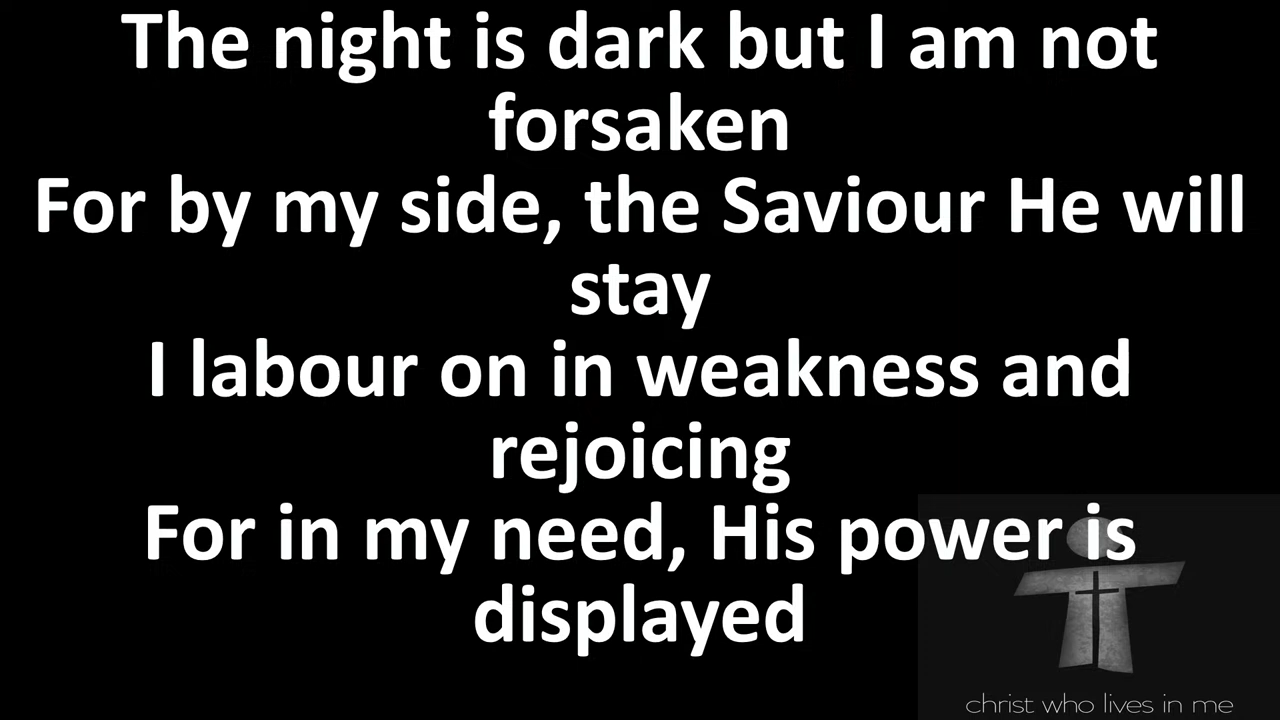 The night is dark but I am not
forsaken
For by my side, the Saviour He will
stay
I labour on in weakness and
rejoicing
For in my need, His power is
displayed
christ who lives in me